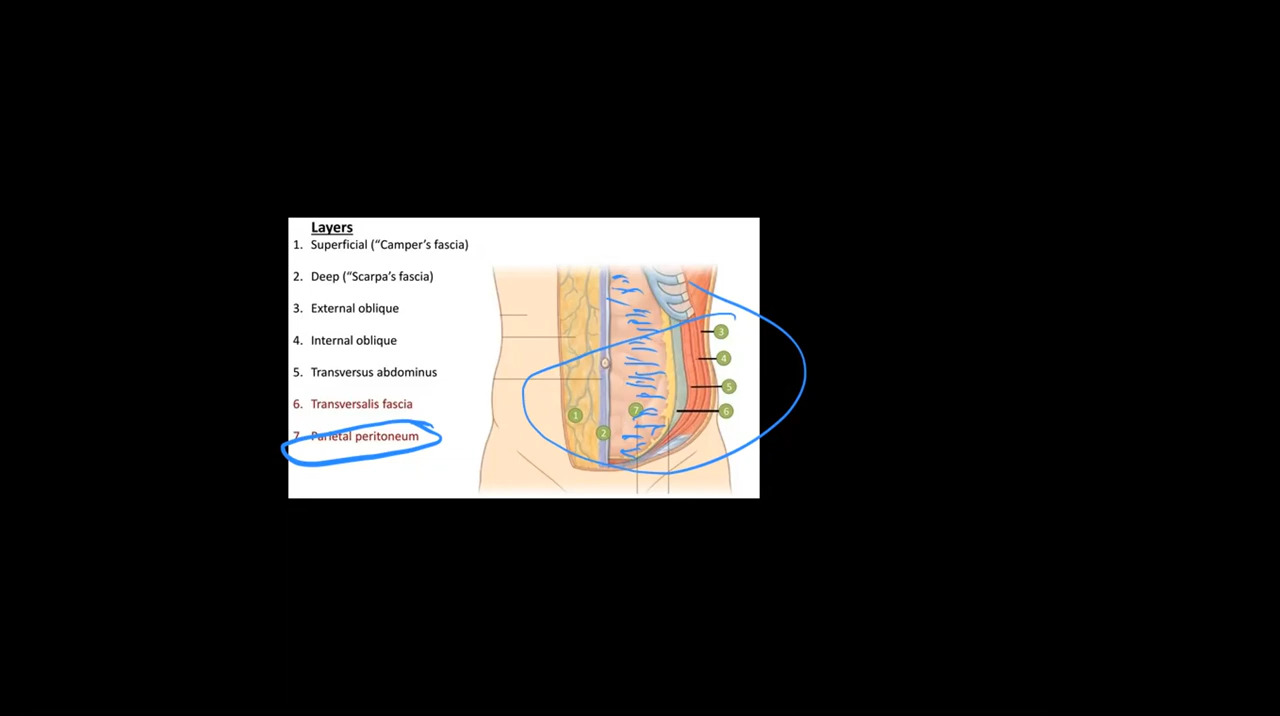 Layers
1. Superficial ("Camper's fascia)
2. Deep ("Scarpa's fascia)
3. External oblique
4. Internal oblique
5. Transversus abdominus
6. Transversalis fascia
7. Parietal peritoneum
3
4
5
7
6
1
2